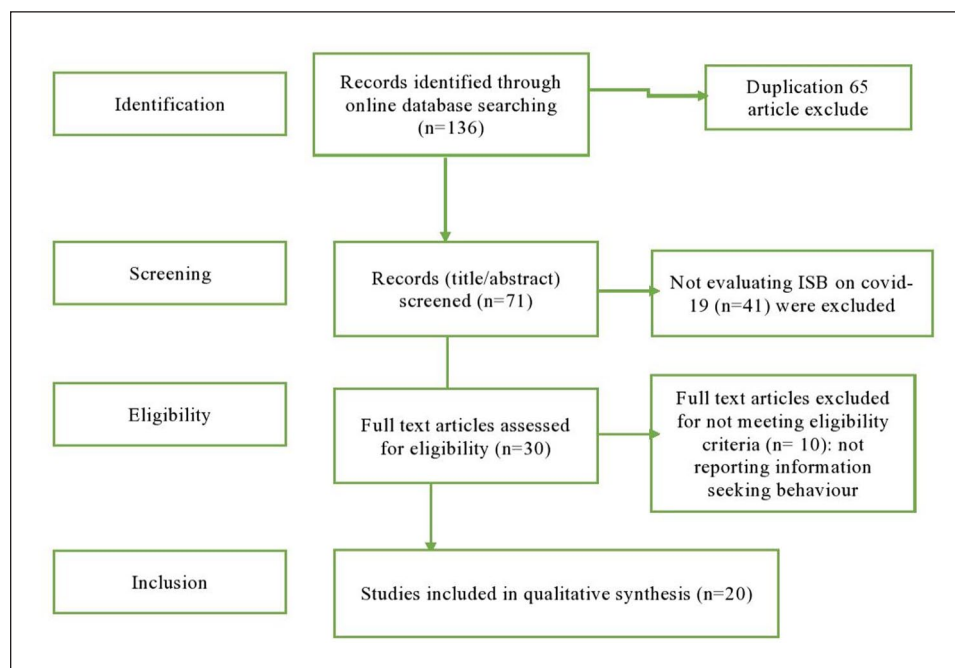 Identification
Records identified through
online database searching
(n=136)
Duplication 65
article exclude
Screening
Records (title/abstract)
screened (n=71)
Not evaluating ISB on covid-
19 (n=41) were excluded
Eligibility
Full text articles assessed
for eligibility (n=30)
Full text articles excluded
for not meeting eligibility
criteria (n= 10): not
reporting information
seeking behaviour
Inclusion
Studies included in qualitative synthesis (n=20)